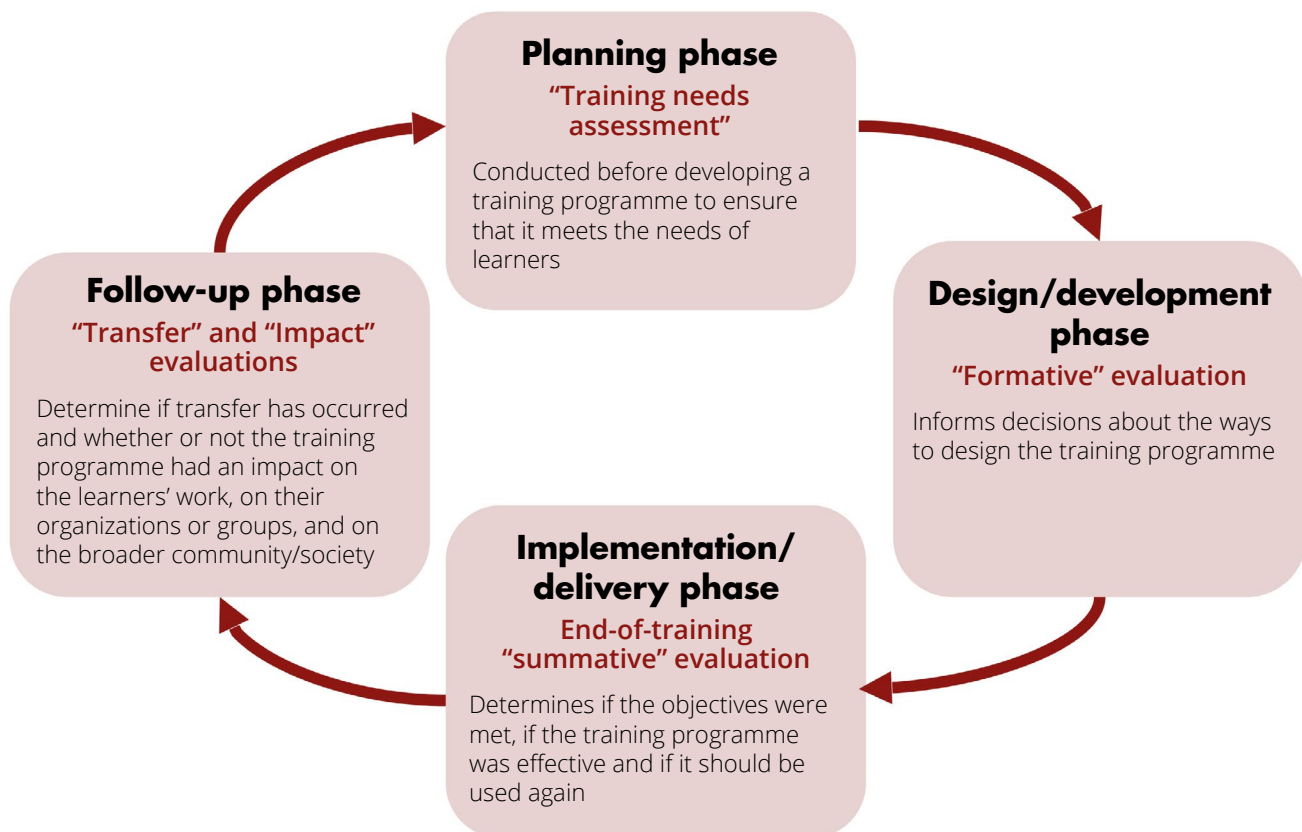 Planning phase
“Training needs
assessment”
Conducted before developing a
training programme to ensure
that it meets the needs of
learners
Design/development
phase
“Formative” evaluation
Informs decisions about the ways
to design the training programme
Implementation/
delivery phase
End-of-training
“summative” evaluation
Determines if the objectives were
met, if the training programme
was effective and if it should be
used again
Follow-up phase
“Transfer” and “Impact”
evaluations
Determine if transfer has occurred
and whether or not the training
programme had an impact on
the learners’ work, on their
organizations or groups, and on
the broader community/society